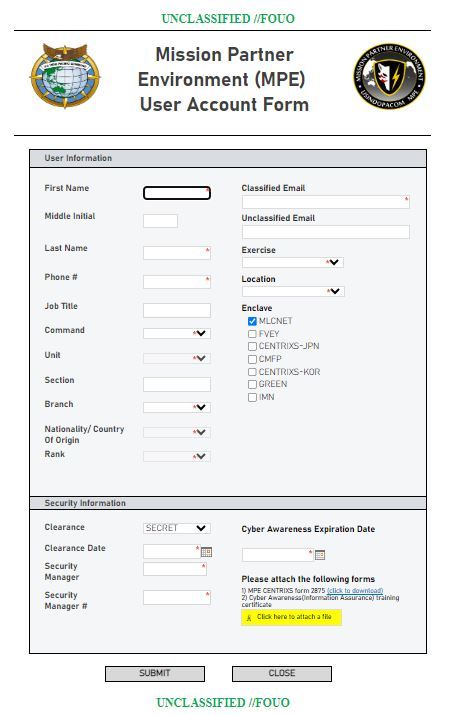 UNCLASSIFIED //FOUO
Mission Partner
Environment (MPE)
User Account Form
MISSION PARTNER ENVIRONMENT
USINDOPACOM MPE
User Information
First Name
*
Middle Initial
Last Name
*
Phone #
*
Job Title
Command
*
Unit
*
Section
Branch
*
Nationality/ Country
Of Origin
*
Rank
*
Classified Email
*
Unclassified Email
Exercise
*
Location
*
Enclave
MLCNET
FVEY
CENTRIXS-JPN
CMFP
CENTRIXS-KOR
GREEN
IMN
Security Information
Clearance
SECRET
Clearance Date
*
Security
Manager
*
Security
Manager #
*
Cyber Awareness Expiration Date
*
Please attach the following forms
1) MPE CENTRIXS form 2875 (click to download)
2) Cyber Awareness(Information Assurance) training
certificate
Click here to attach a file
SUBMIT
CLOSE
UNCLASSIFIED //FOUO